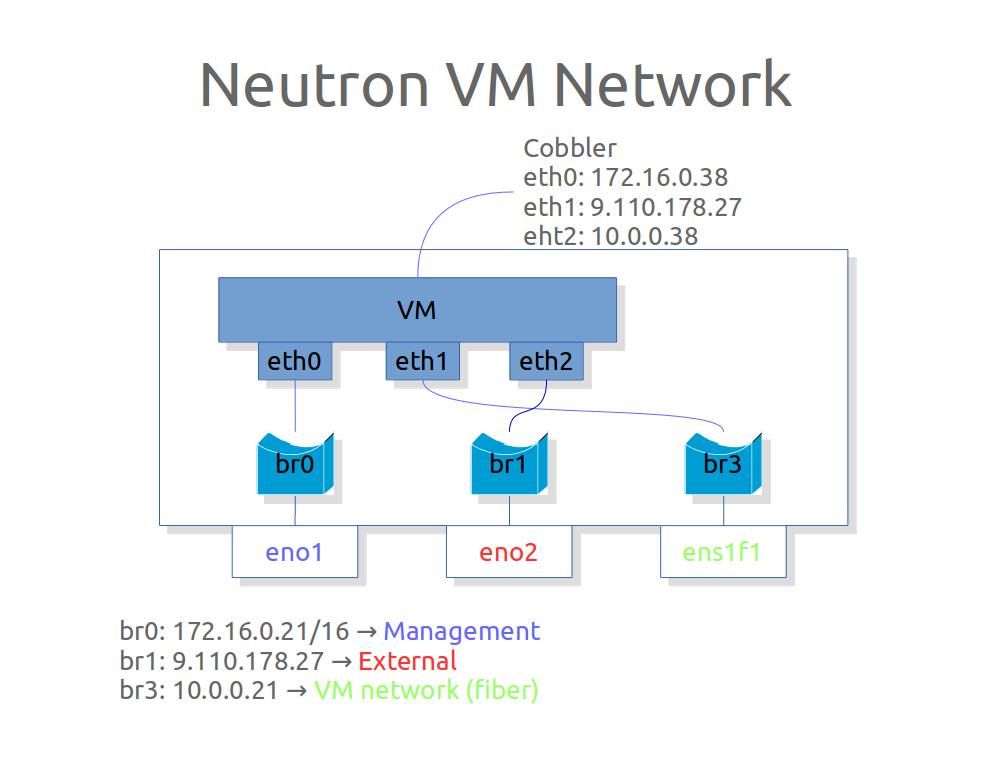 Neutron VM Network
Cobbler
eth0: 172.16.0.38
eth1: 9.110.178.27
eht2: 10.0.0.38
VM
eth0 eth1 eth2
br0 br1 br3
eno1 eno2 ens1f1
br0: 172.16.0.21/16 → Management
br1: 9.110.178.27 → External
br3: 10.0.0.21 → VM network (fiber)